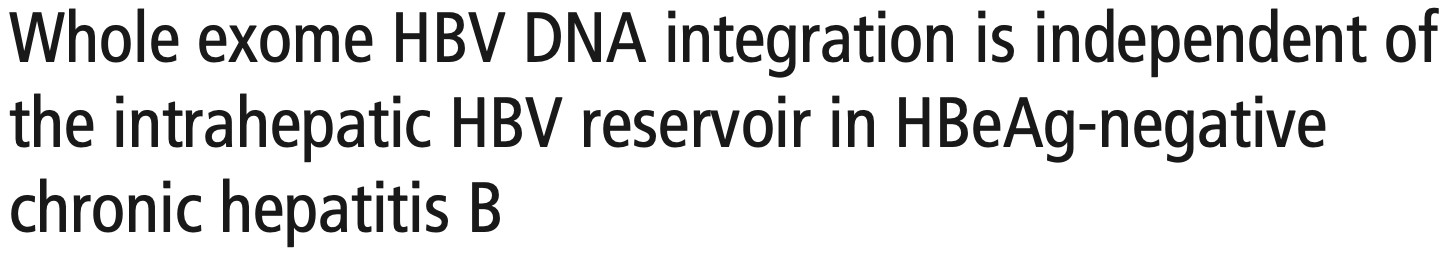 Whole exome HBV DNA integration is independent of
the intrahepatic HBV reservoir in HBeAg-negative
chronic hepatitis B